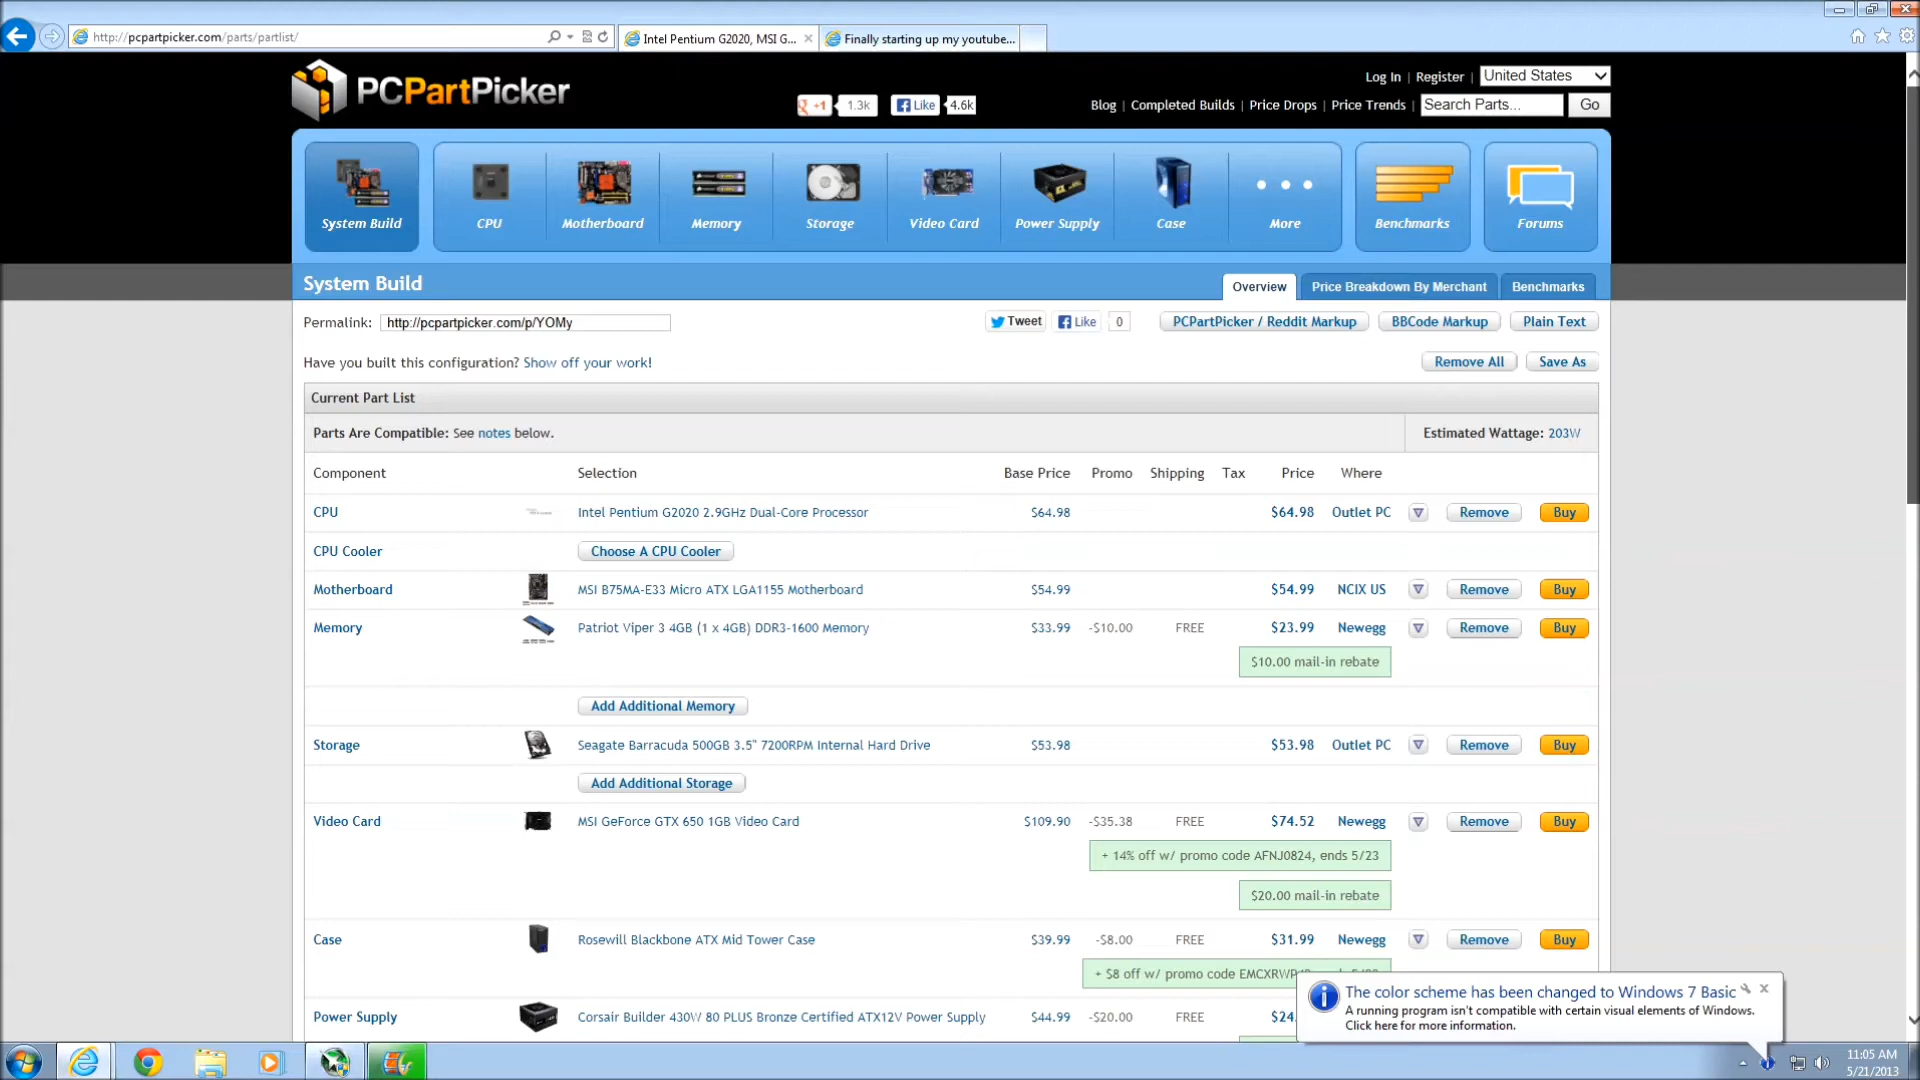 http://pcpartpicker.com/parts/partlist/
Intel Pentium G2020, MSI G...
Finally starting up my youtube...
PCPartPicker
+1 1.3k
Like 4.6k
Log In | Register | United States
Blog | Completed Builds | Price Drops | Price Trends | Search Parts... Go
System Build CPU Motherboard Memory Storage Video Card Power Supply Case More Benchmarks Forums
System Build
Overview Price Breakdown By Merchant Benchmarks
Permalink: http://pcpartpicker.com/p/YOMy
Tweet Like 0 PCPartPicker / Reddit Markup BBCode Markup Plain Text
Have you built this configuration? Show off your work!
Remove All Save As
Current Part List
Parts Are Compatible: See notes below. Estimated Wattage: 203W
Component Selection Base Price Promo Shipping Tax Price Where
CPU Intel Pentium G2020 2.9GHz Dual-Core Processor $64.98 $64.98 Outlet PC Remove Buy
CPU Cooler Choose A CPU Cooler
Motherboard MSI B75MA-E33 Micro ATX LGA1155 Motherboard $54.99 $54.99 NCIX US Remove Buy
Memory Patriot Viper 3 4GB (1 x 4GB) DDR3-1600 Memory $33.99 -$10.00 FREE $23.99 Newegg Remove Buy
$10.00 mail-in rebate
Add Additional Memory
Storage Seagate Barracuda 500GB 3.5" 7200RPM Internal Hard Drive $53.98 $53.98 Outlet PC Remove Buy
Add Additional Storage
Video Card MSI GeForce GTX 650 1GB Video Card $109.90 -$35.38 FREE $74.52 Newegg Remove Buy
+ 14% off w/ promo code AFNJ0824, ends 5/23
$20.00 mail-in rebate
Case Rosewill Blackbone ATX Mid Tower Case $39.99 -$8.00 FREE $31.99 Newegg Remove Buy
+ $8 off w/ promo code
The color scheme has been changed to Windows 7 Basic
A running program isn't compatible with certain visual elements of Windows.
Click here for more information.
Power Supply Corsair Builder 430W 80 PLUS Bronze Certified ATX12V Power Supply $44.99 -$20.00 FREE $24.
11:05 AM
5/21/2013